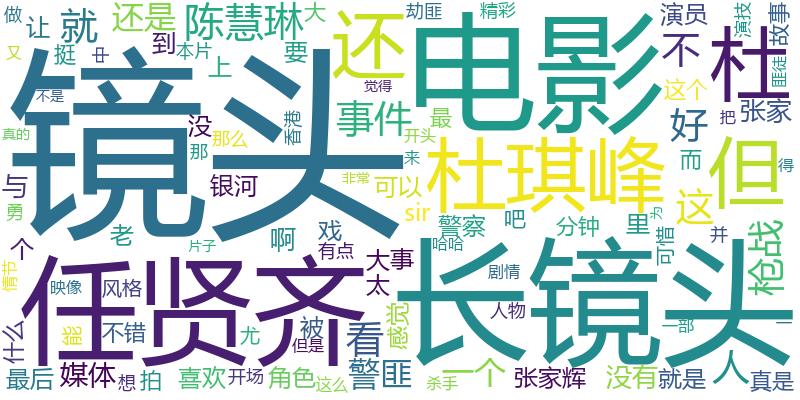 做 让 就 还是 陈慧琳 大 劫匪 精彩 演员 演技 故事
又 挺 中 到 本片 要 还 电影 不 杜 匪徒
镜头 不是 上 觉得 这个 把 张家 得
真的 没 那么 香港 事件 开头 最 好
与 那 来 杜琪峰 而 但
勇 银河 非常 可以 sir 这
个 老 片子 啊 戏 有点 警察 哈哈 吧 分钟 里 可惜 为 并 枪战
情节 任贤齐 大事 太 长镜头 剧情
映像 风格 感觉 人物 一部 一
什么 能 不错 尤 被 但是 看
最后 媒体 想 拍 喜欢 开场 角色 这么 警匪 杀手 一个 张家辉 没有 就是 人 真是